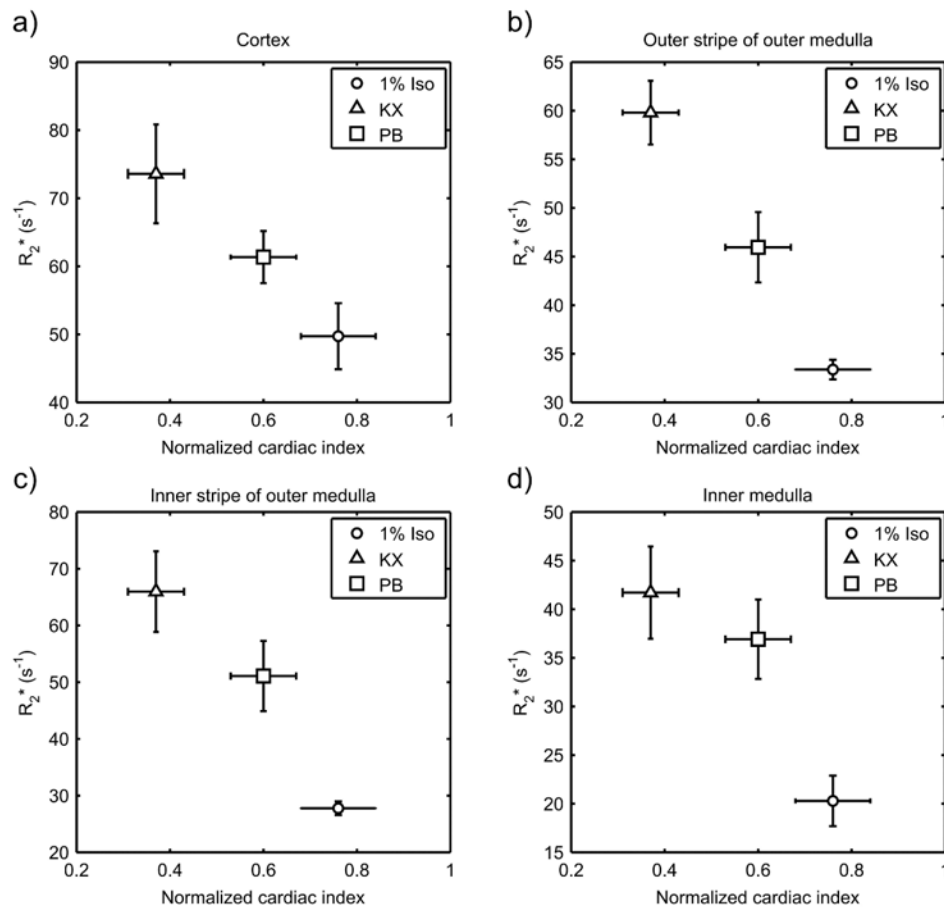 a)
Cortex
90
80
70
60
50
40
R2* (s-1)
0.2 0.4 0.6 0.8 1
Normalized cardiac index
1% Iso
KX
PB
b)
Outer stripe of outer medulla
65
60
55
50
45
40
35
30
R2* (s-1)
0.2 0.4 0.6 0.8 1
Normalized cardiac index
1% Iso
KX
PB
c)
Inner stripe of outer medulla
80
70
60
50
40
30
20
R2* (s-1)
0.2 0.4 0.6 0.8 1
Normalized cardiac index
1% Iso
KX
PB
d)
Inner medulla
50
45
40
35
30
25
20
15
R2* (s-1)
0.2 0.4 0.6 0.8 1
Normalized cardiac index
1% Iso
KX
PB